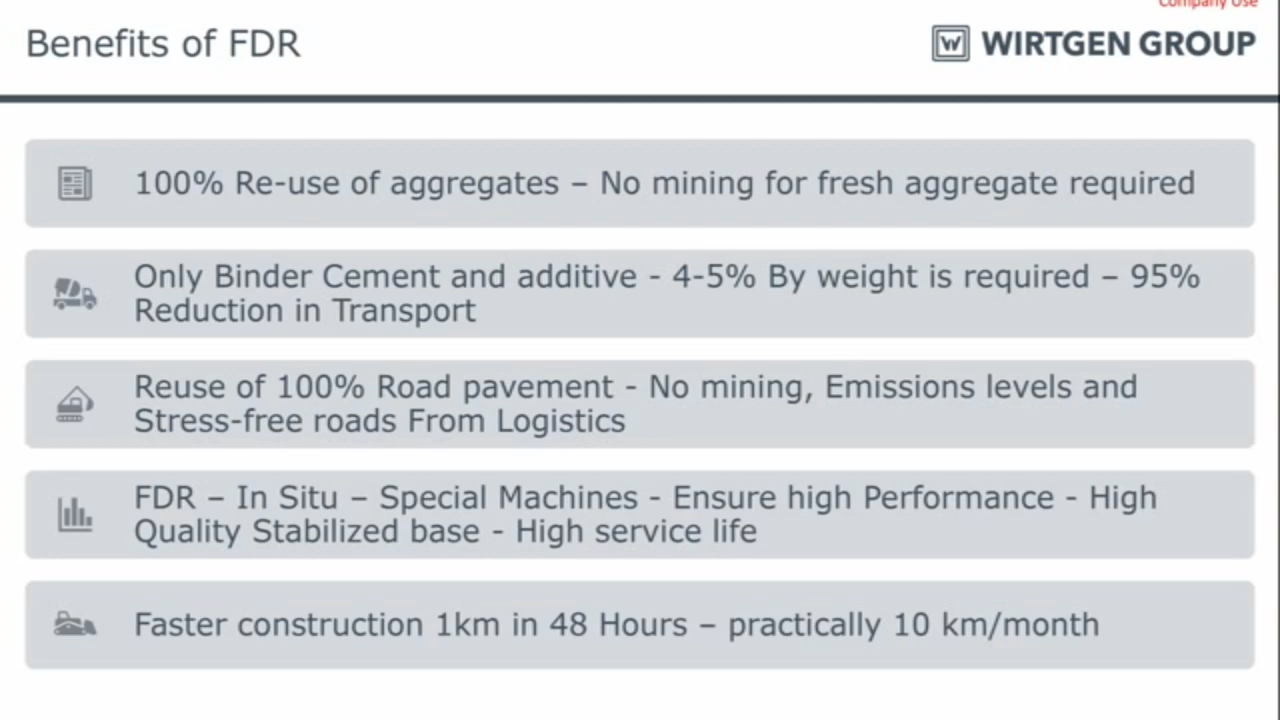 Company Use
Benefits of FDR
WIRTGEN GROUP
100% Re-use of aggregates – No mining for fresh aggregate required
Only Binder Cement and additive - 4-5% By weight is required – 95%
Reduction in Transport
Reuse of 100% Road pavement - No mining, Emissions levels and
Stress-free roads From Logistics
FDR – In Situ – Special Machines - Ensure high Performance - High
Quality Stabilized base - High service life
Faster construction 1km in 48 Hours – practically 10 km/month